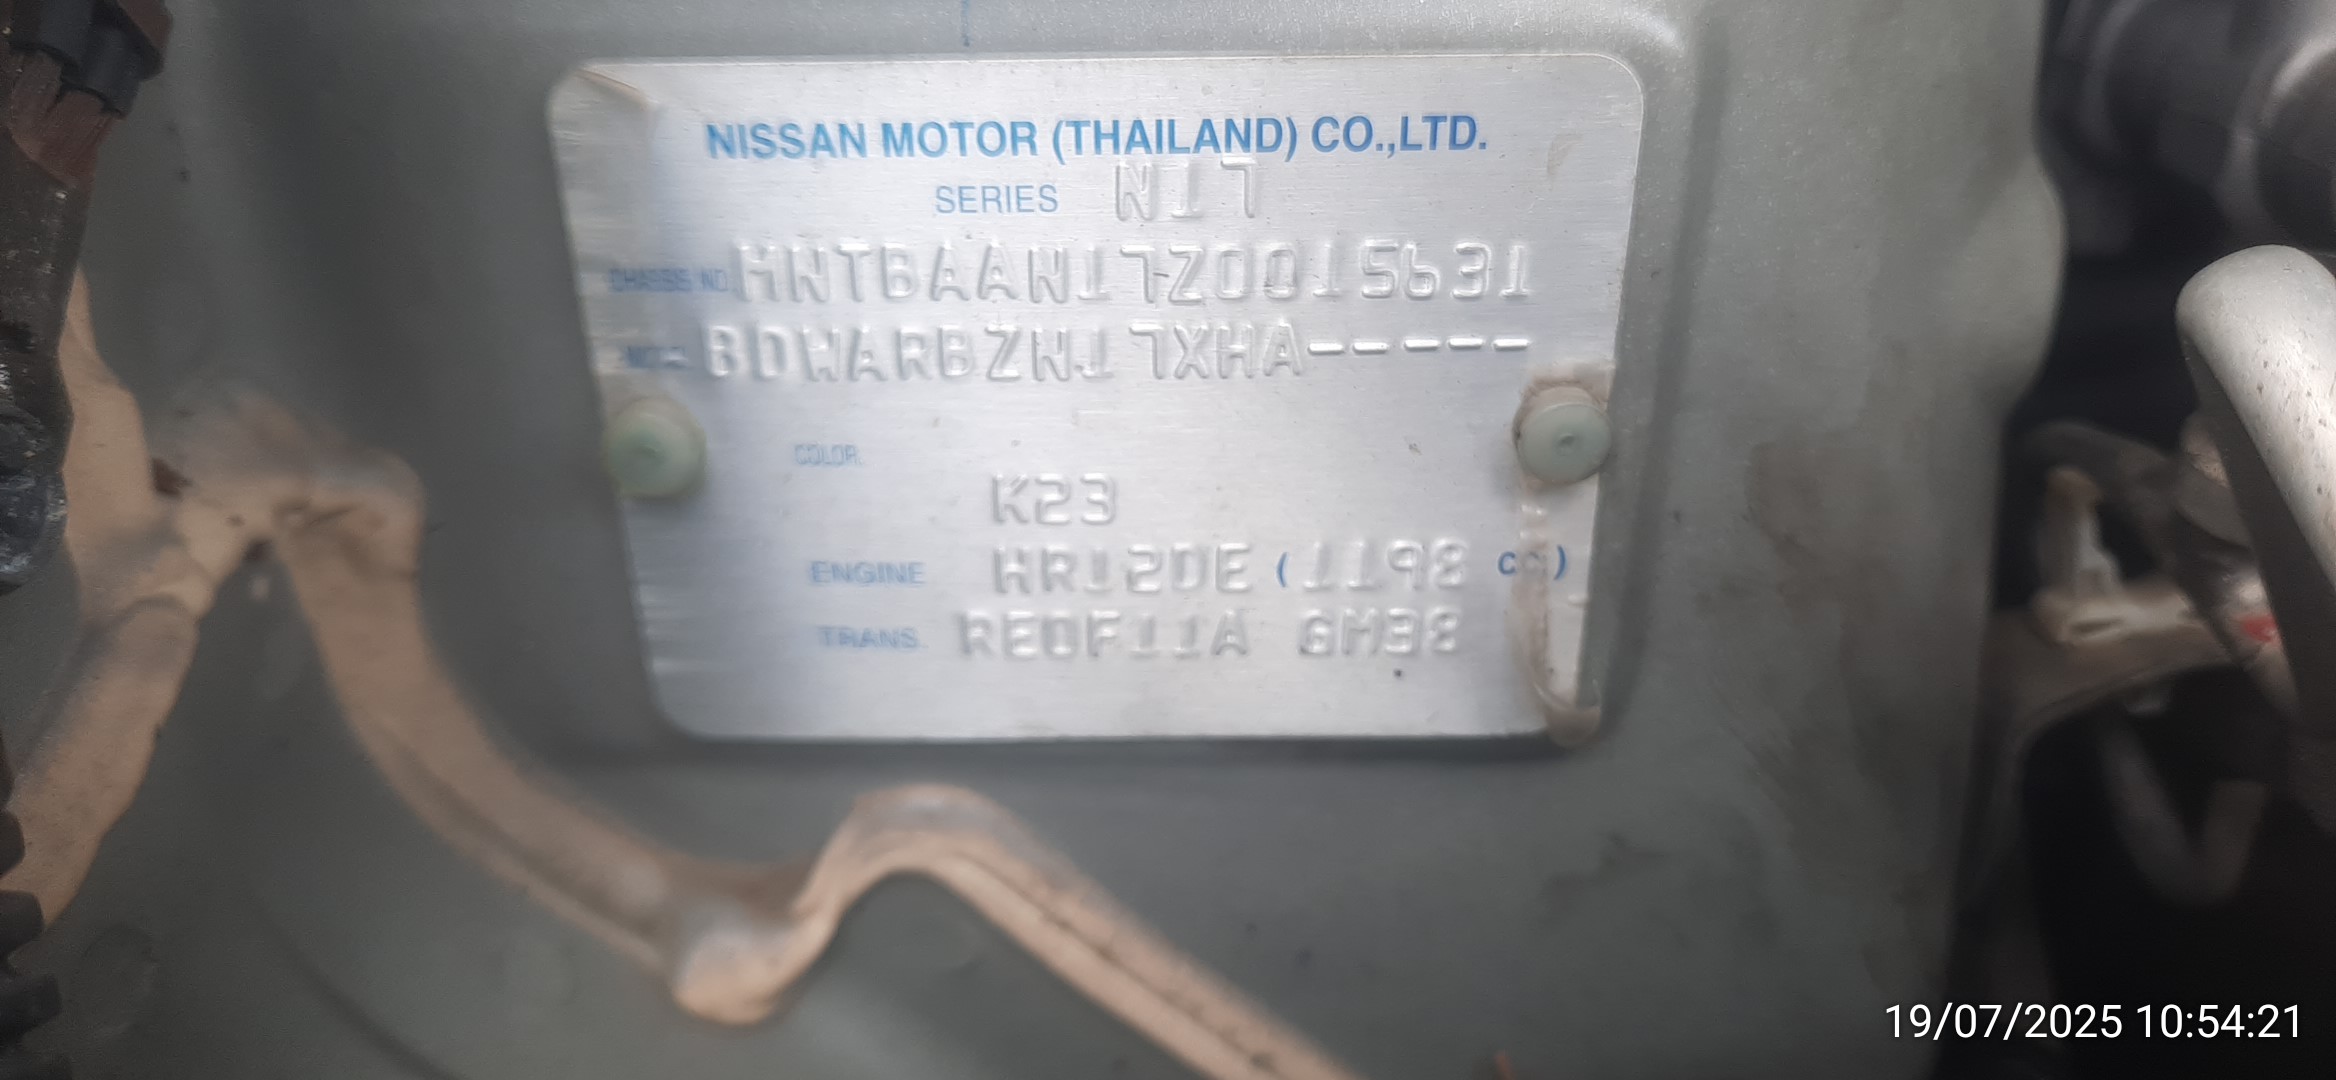 NISSAN MOTOR (THAILAND) CO.,LTD.
SERIES N17
CHASSIS NO. MNTBAAN17Z0015631
MODEL BDWARBZN17XHA-----
COLOR
K23
ENGINE HR12DE (1198 cc.)
TRANS. RE0F11A GM38
19/07/2025 10:54:21